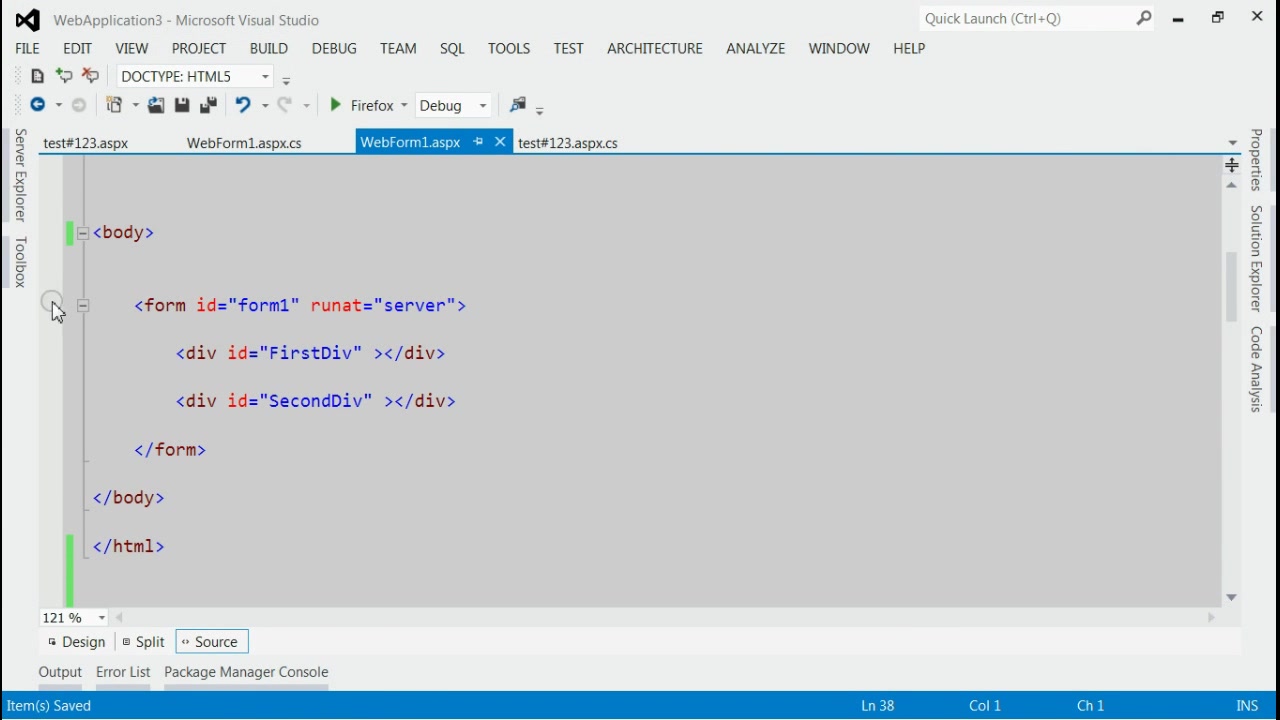 WebApplication3 - Microsoft Visual Studio
Quick Launch (Ctrl+Q)
FILE EDIT VIEW PROJECT BUILD DEBUG TEAM SQL TOOLS TEST ARCHITECTURE ANALYZE WINDOW HELP
DOCTYPE: HTML5
Firefox Debug
test#123.aspx WebForm1.aspx.cs WebForm1.aspx test#123.aspx.cs
Server Explorer
Toolbox
<body>
<form id="form1" runat="server">
<div id="FirstDiv" ></div>
<div id="SecondDiv" ></div>
</form>
</body>
</html>
Properties
Solution Explorer
Code Analysis
121 %
Design Split Source
Output Error List Package Manager Console
Item(s) Saved Ln 38 Col 1 Ch 1 INS